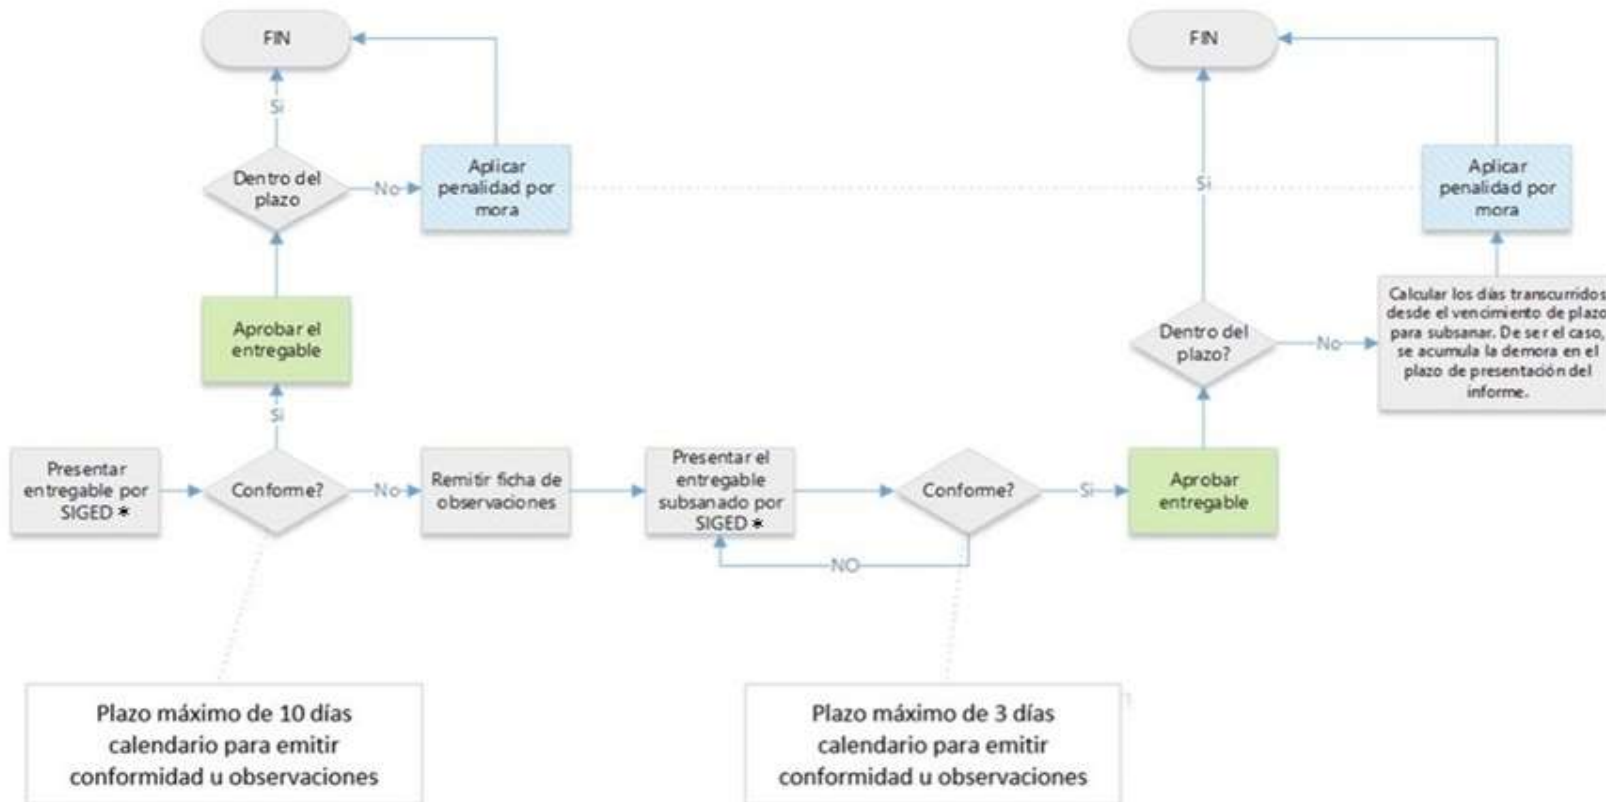 FIN
FIN
Si
Aplicar
penalidad por
mora
Dentro del
plazo
No
Si
Aplicar
penalidad por
mora
Aprobar el
entregable
Dentro del
plazo?
No
Calcular los días transcurridos
desde el vencimiento de plazo
para subsanar. De ser el caso,
se acumula la demora en el
plazo de presentación del
informe.
Si
Presentar
entregable por
SIGED *
Conforme?
No
Remitir ficha de
observaciones
Presentar el
entregable
subsanado por
SIGED *
Conforme?
Si
Aprobar
entregable
NO
Plazo máximo de 10 días
calendario para emitir
conformidad u observaciones
Plazo máximo de 3 días
calendario para emitir
conformidad u observaciones